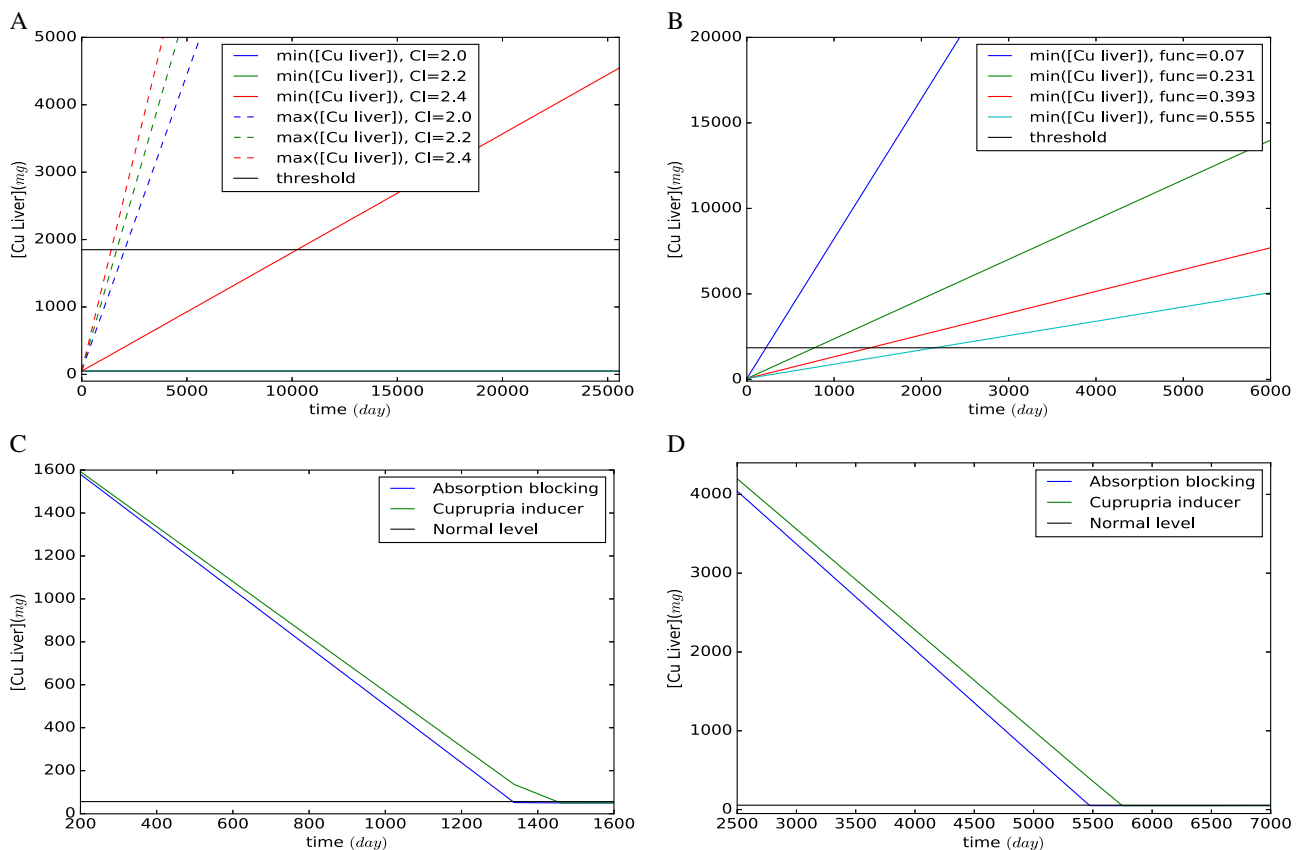 A
5000
4000
3000
2000
1000
0
[Cu Liver](mg)
min([Cu liver]), CI=2.0
min([Cu liver]), CI=2.2
min([Cu liver]), CI=2.4
max([Cu liver]), CI=2.0
max([Cu liver]), CI=2.2
max([Cu liver]), CI=2.4
threshold
0 5000 10000 15000 20000 25000
time (day)
B
20000
15000
10000
5000
0
[Cu Liver](mg)
min([Cu liver]), func=0.07
min([Cu liver]), func=0.231
min([Cu liver]), func=0.393
min([Cu liver]), func=0.555
threshold
0 1000 2000 3000 4000 5000 6000
time (day)
C
1600
1400
1200
1000
800
600
400
200
0
[Cu Liver](mg)
Absorption blocking
Cuprupria inducer
Normal level
200 400 600 800 1000 1200 1400 1600
time (day)
D
4000
3000
2000
1000
0
[Cu Liver](mg)
Absorption blocking
Cuprupria inducer
Normal level
2500 3000 3500 4000 4500 5000 5500 6000 6500 7000
time (day)